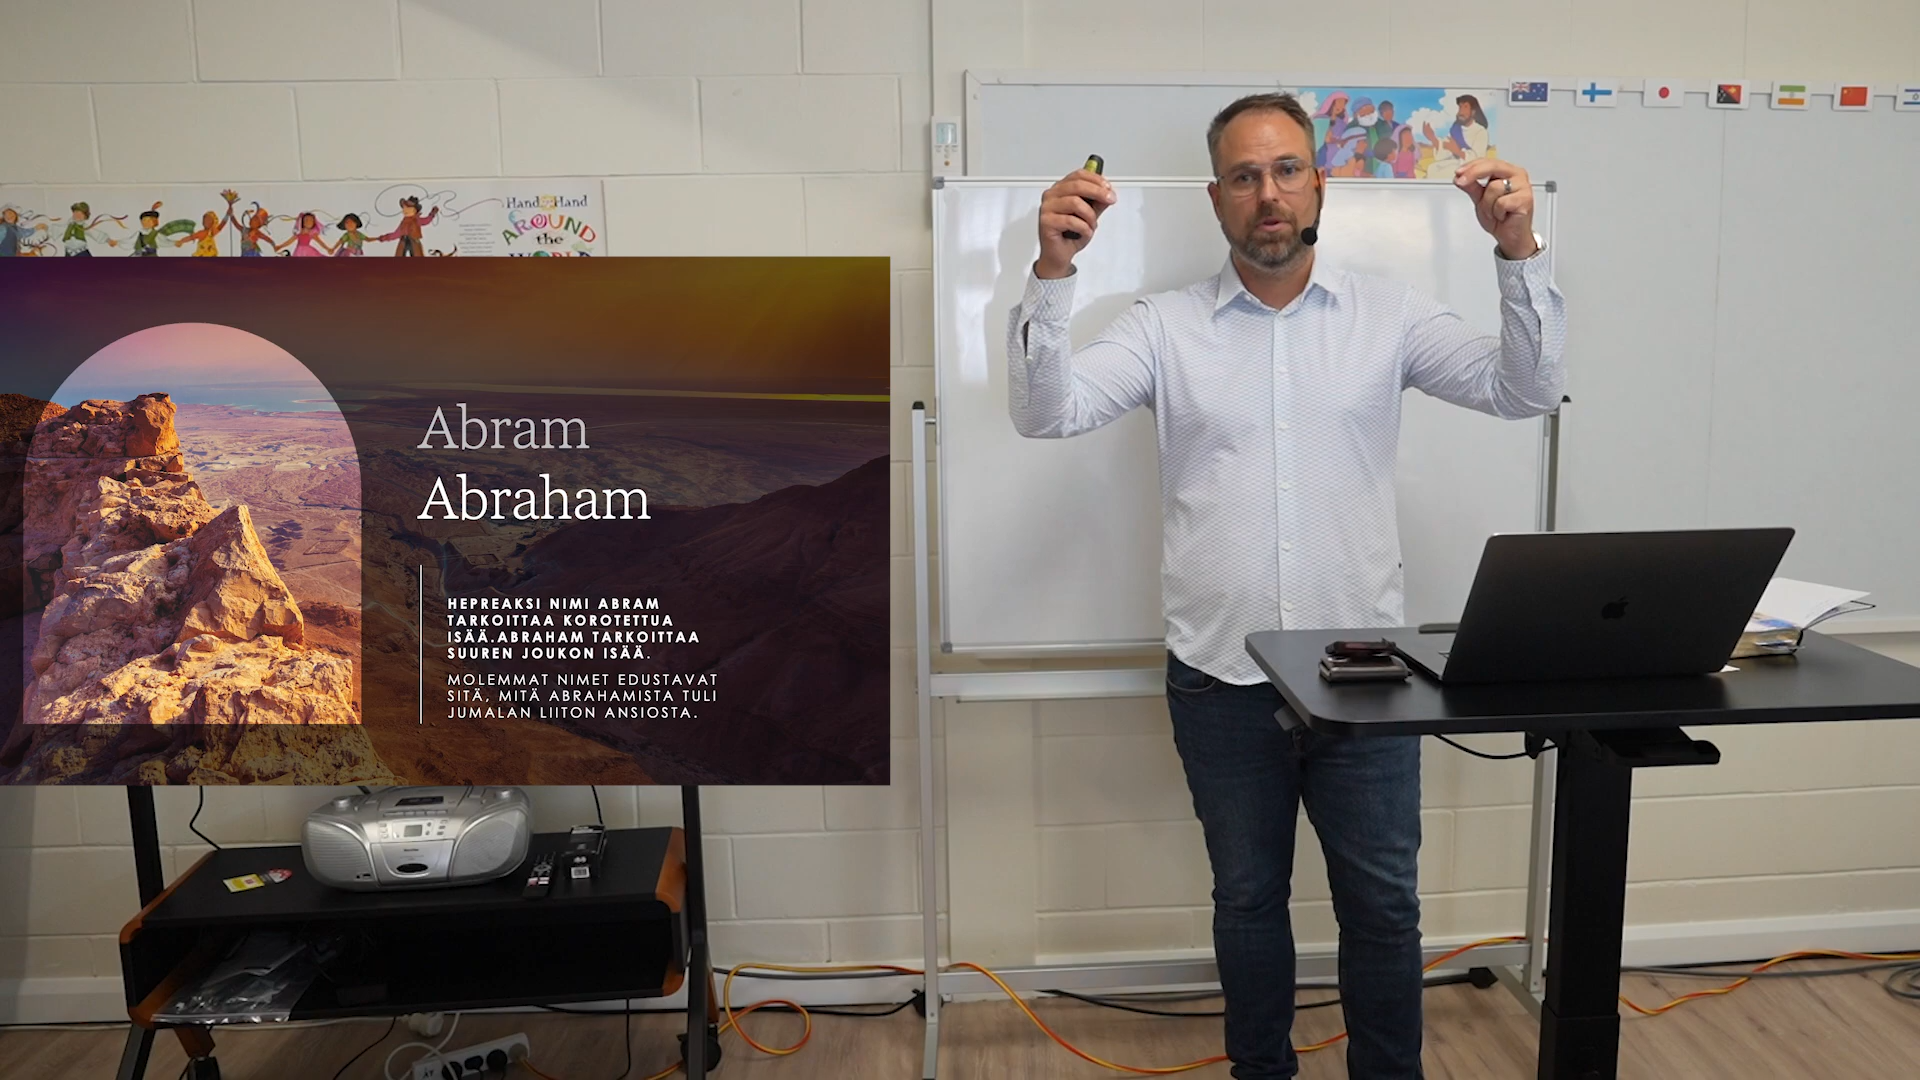 Hand in Hand
AROUND
the
WORLD
Abram
Abraham
HEPREAKSI NIMI ABRAM
TARKOITTAA KOROTETTUA
ISÄÄ.ABRAHAM TARKOITTAA
SUUREN JOUKON ISÄÄ.
MOLEMMAT NIMET EDUSTAVAT
SITÄ, MITÄ ABRAHAMISTA TULI
JUMALAN LIITON ANSIOSTA.